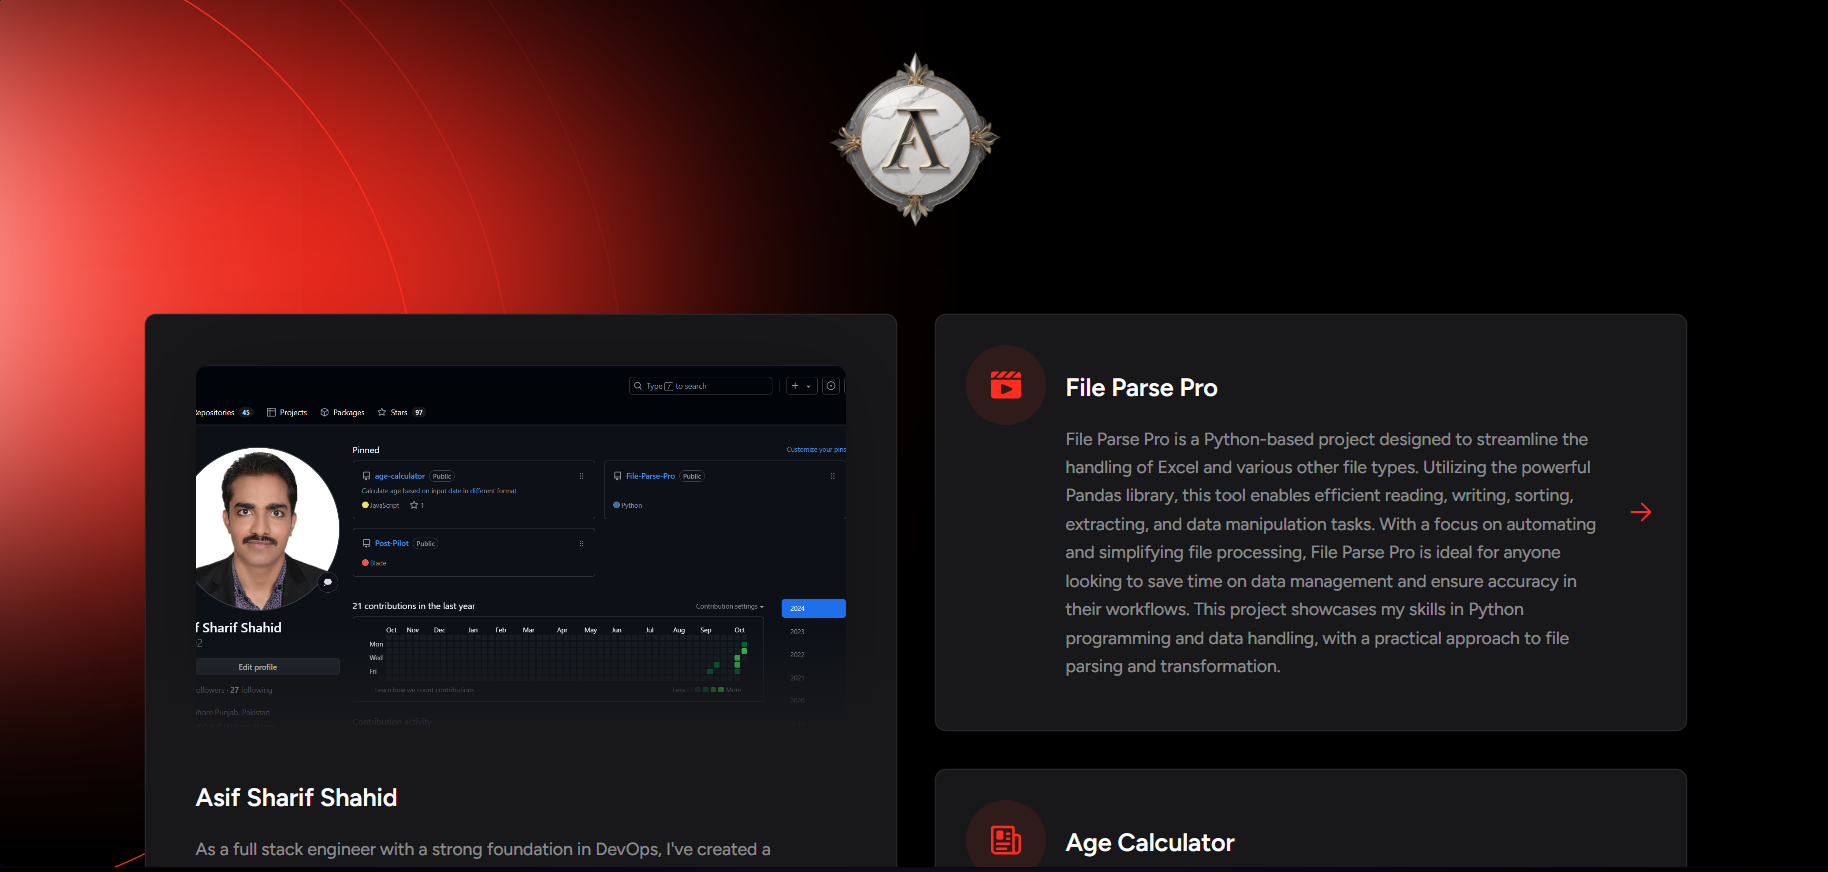 A
Type / to search
Repositories 45 Projects Packages Stars 97
Pinned
Customize your pins
age-calculator Public
Calculate age based on input date in different format
JavaScript 1
File-Parse-Pro Public
Python
Post-Pilot Public
Blade
21 contributions in the last year
Contribution settings
2024
2023
2022
2021
2020
Oct Nov Dec Jan Feb Mar Apr May Jun Jul Aug Sep Oct
Mon
Wed
Fri
Learn how we count contributions
Less More
Contribution activity
f Sharif Shahid
2
Edit profile
ollowers · 27 following
Punjab, Pakistan
Asif Sharif Shahid
As a full stack engineer with a strong foundation in DevOps, I've created a
File Parse Pro
File Parse Pro is a Python-based project designed to streamline the
handling of Excel and various other file types. Utilizing the powerful
Pandas library, this tool enables efficient reading, writing, sorting,
extracting, and data manipulation tasks. With a focus on automating
and simplifying file processing, File Parse Pro is ideal for anyone
looking to save time on data management and ensure accuracy in
their workflows. This project showcases my skills in Python
programming and data handling, with a practical approach to file
parsing and transformation.
Age Calculator